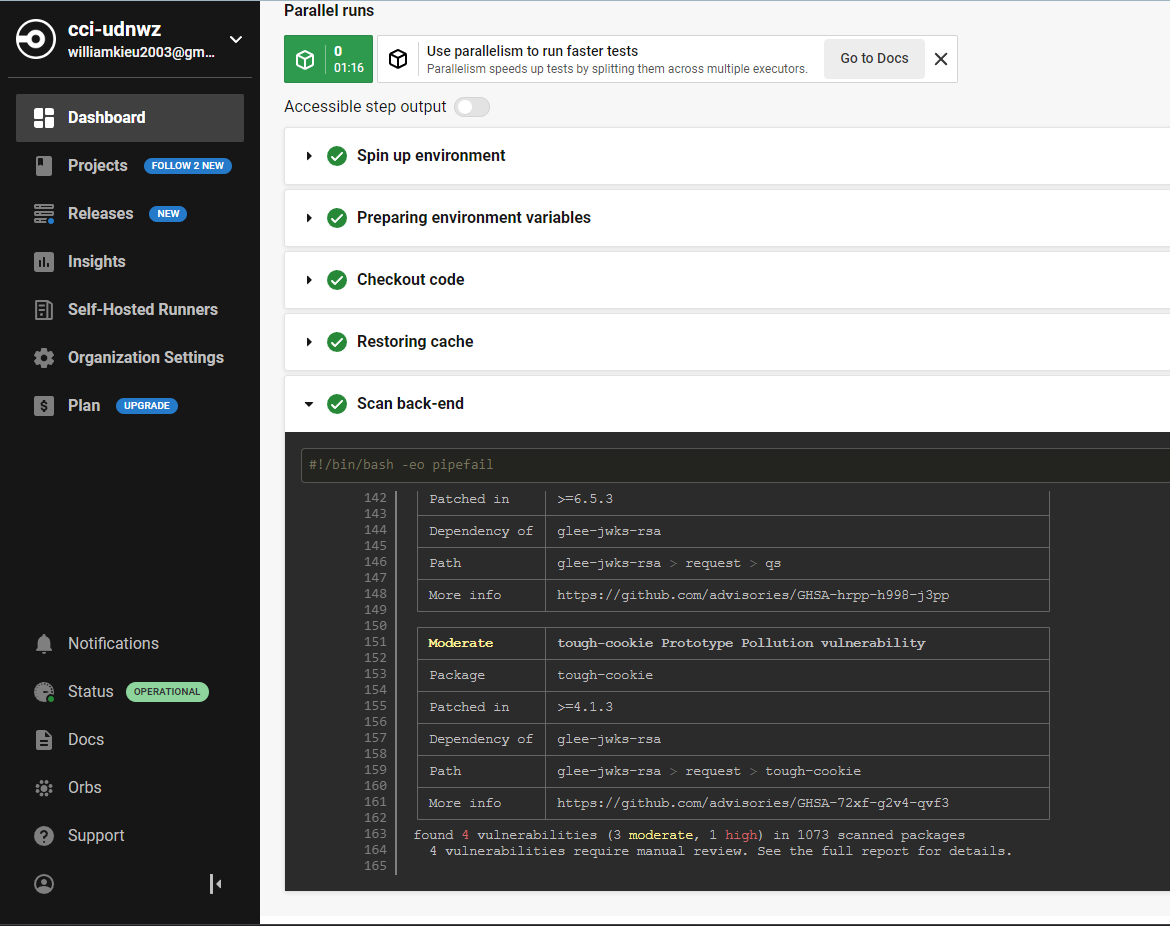 cci-udnwz
williamkieu2003@gm...
Dashboard
Projects FOLLOW 2 NEW
Releases NEW
Insights
Self-Hosted Runners
Organization Settings
Plan UPGRADE
Notifications
Status OPERATIONAL
Docs
Orbs
Support
Parallel runs
0
01:16
Use parallelism to run faster tests
Parallelism speeds up tests by splitting them across multiple executors.
Go to Docs
Accessible step output
Spin up environment
Preparing environment variables
Checkout code
Restoring cache
Scan back-end
#!/bin/bash -eo pipefail
142 Patched in >=6.5.3
143
144 Dependency of glee-jwks-rsa
145
146 Path glee-jwks-rsa > request > qs
147
148 More info https://github.com/advisories/GHSA-hrpp-h998-j3pp
149
150
151 Moderate tough-cookie Prototype Pollution vulnerability
152
153 Package tough-cookie
154
155 Patched in >=4.1.3
156
157 Dependency of glee-jwks-rsa
158
159 Path glee-jwks-rsa > request > tough-cookie
160
161 More info https://github.com/advisories/GHSA-72xf-g2v4-qvf3
162
163 found 4 vulnerabilities (3 moderate, 1 high) in 1073 scanned packages
164 4 vulnerabilities require manual review. See the full report for details.
165